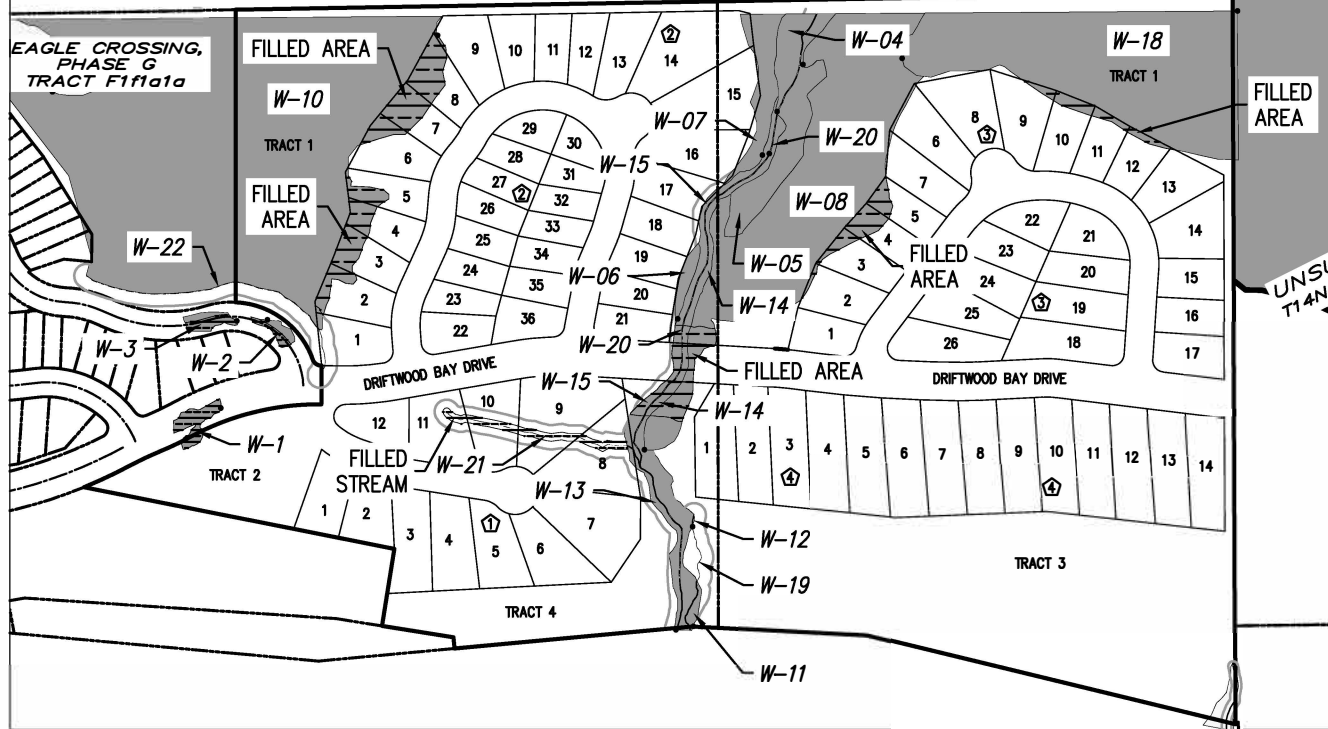 EAGLE CROSSING,
PHASE G
TRACT F1f1a1a
FILLED AREA
W-10
TRACT 1
FILLED
AREA
W-22
W-3
W-2
W-1
TRACT 2
9
10
11
12
13
2
14
8
7
6
5
4
3
2
1
29
30
28
31
27
2
32
26
33
25
34
24
35
23
36
22
15
16
17
18
19
20
21
W-07
W-15
W-06
W-20
W-15
W-04
W-20
W-08
W-05
W-14
FILLED AREA
W-14
W-18
TRACT 1
FILLED
AREA
8
3
9
10
11
12
13
14
15
16
17
6
7
5
4
3
2
1
FILLED
AREA
22
21
23
20
24
3
19
25
18
26
UNSU
T14N
DRIFTWOOD BAY DRIVE
DRIFTWOOD BAY DRIVE
12
11
10
9
8
7
FILLED
STREAM
W-21
W-13
1
2
3
4
1
5
6
TRACT 4
1
2
3
4
4
5
6
7
8
9
10
4
11
12
13
14
W-12
W-19
W-11
TRACT 3